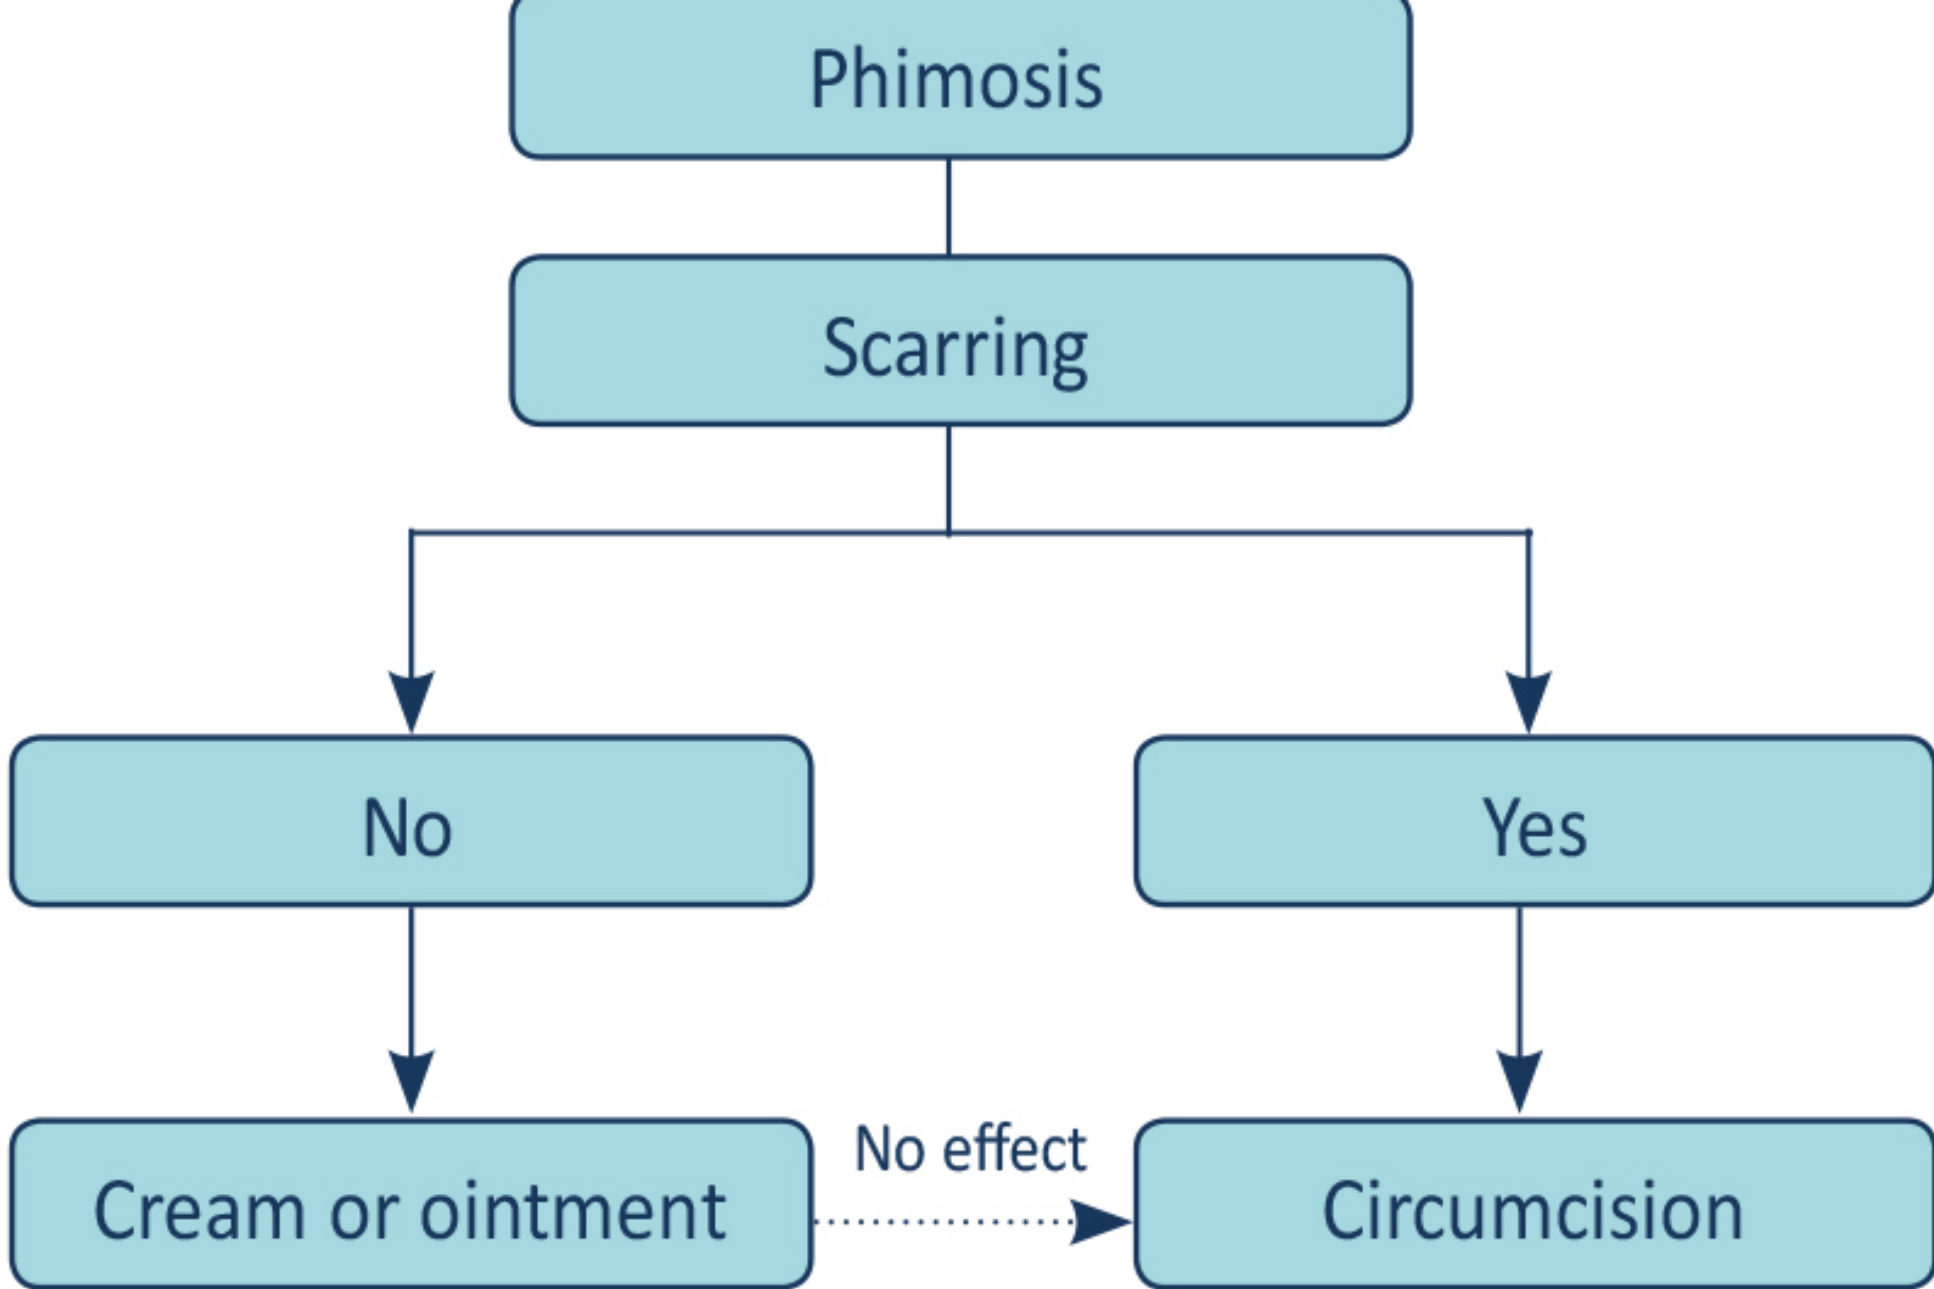 Phimosis
Scarring
No
Yes
No effect
Cream or ointment
Circumcision